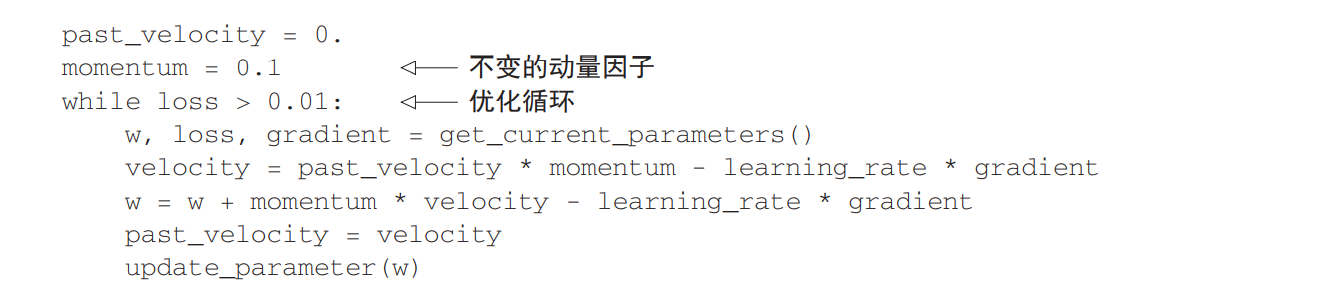 past_velocity = 0.
momentum = 0.1 不变的动量因子
while loss > 0.01: 优化循环
    w, loss, gradient = get_current_parameters()
    velocity = past_velocity * momentum - learning_rate * gradient
    w = w + momentum * velocity - learning_rate * gradient
    past_velocity = velocity
    update_parameter(w)